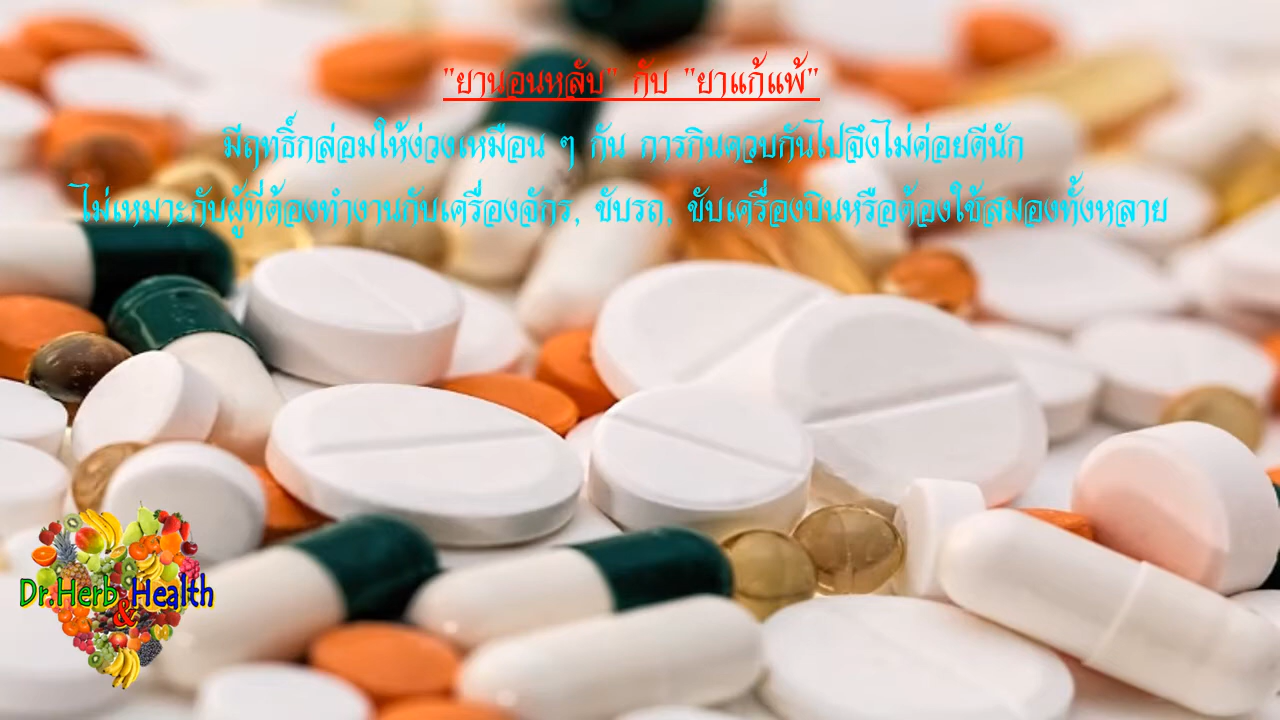 "ยานอนหลับ" กับ "ยาแก้แพ้"
มีฤทธิ์กล่อมให้ง่วงเหมือน ๆ กัน การกินควบกันไปจึงไม่ค่อยดีนัก
ไม่เหมาะกับผู้ที่ต้องทำงานกับเครื่องจักร, ขับรถ, ขับเครื่องบินหรือต้องใช้สมองทั้งหลาย
Dr.Herb Health
&